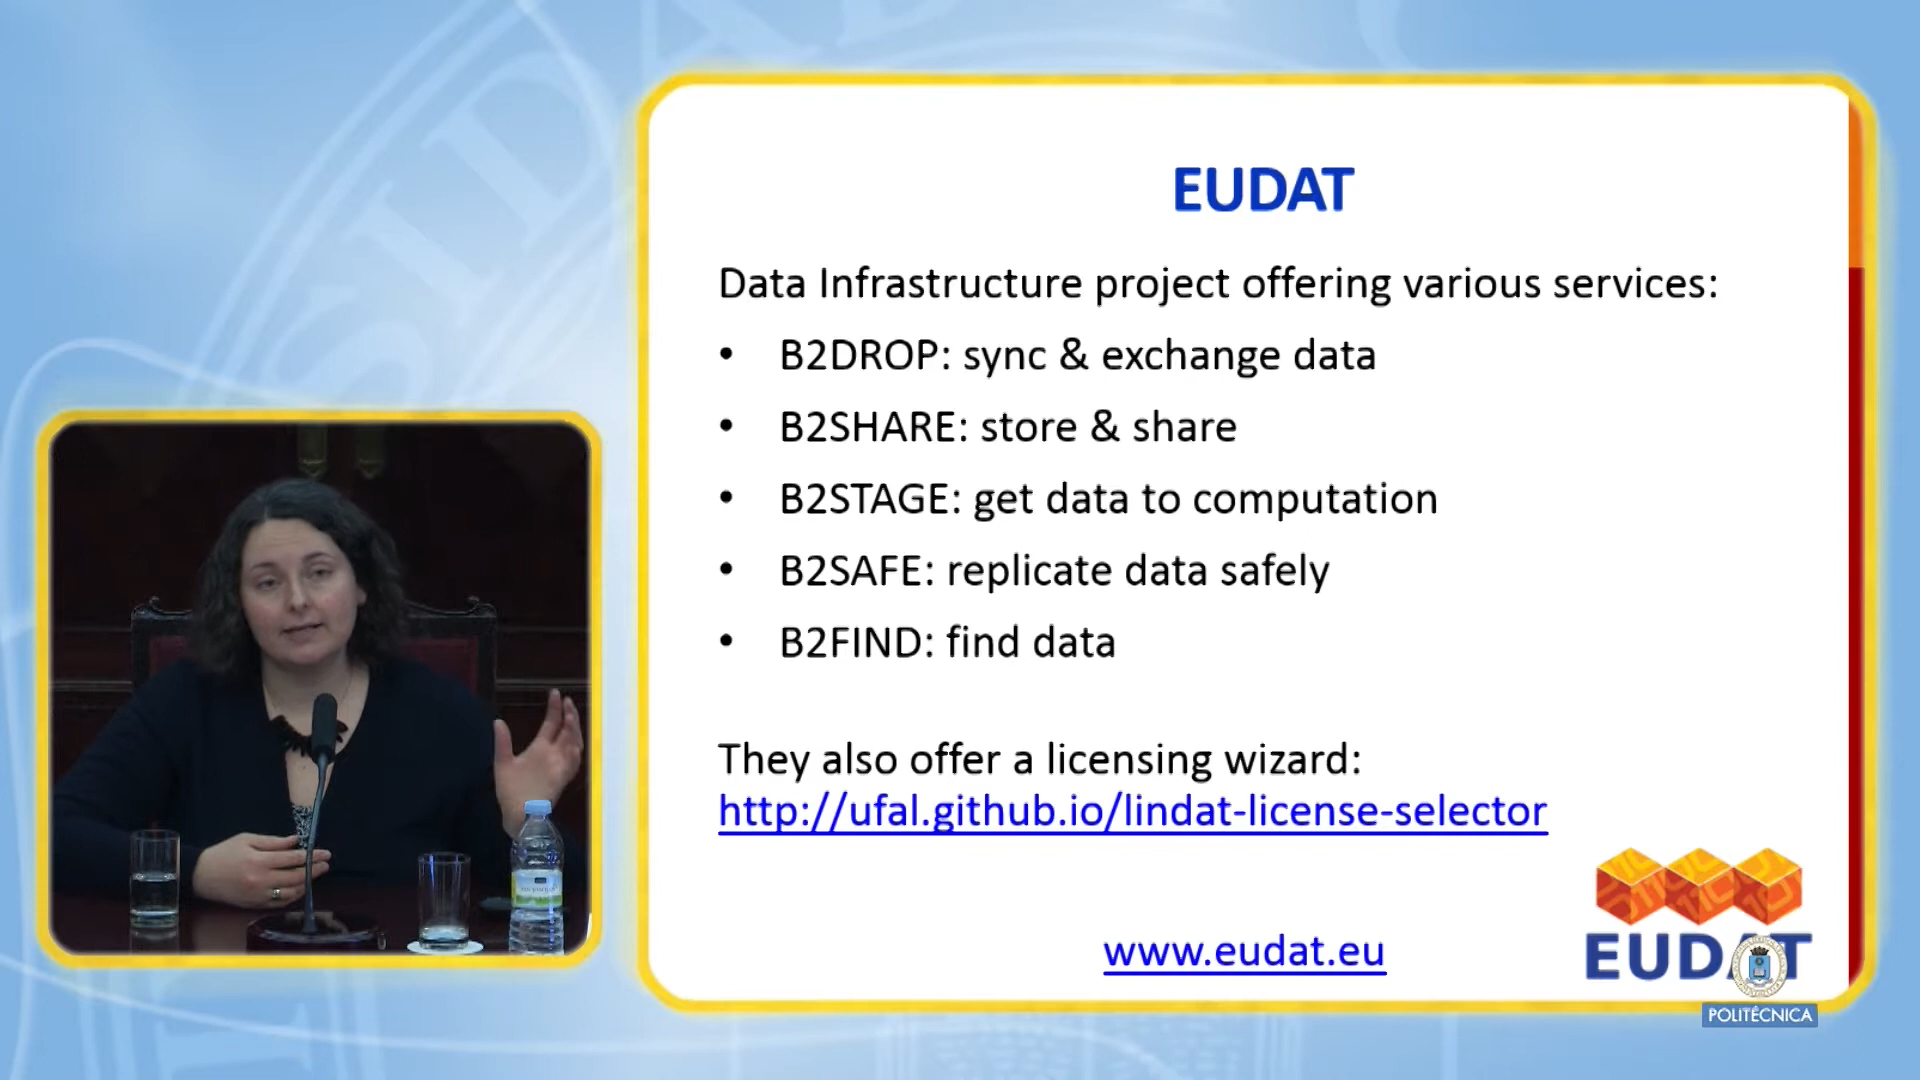 EUDAT
Data Infrastructure project offering various services:
• B2DROP: sync & exchange data
• B2SHARE: store & share
• B2STAGE: get data to computation
• B2SAFE: replicate data safely
• B2FIND: find data
They also offer a licensing wizard:
http://ufal.github.io/lindat-license-selector
www.eudat.eu
EUDAT
POLITÉCNICA